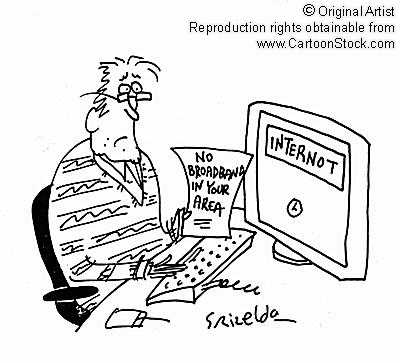 © Original Artist
Reproduction rights obtainable from
www.CartoonStock.com
NO
BROADBAND
IN YOUR
AREA
INTERNOT